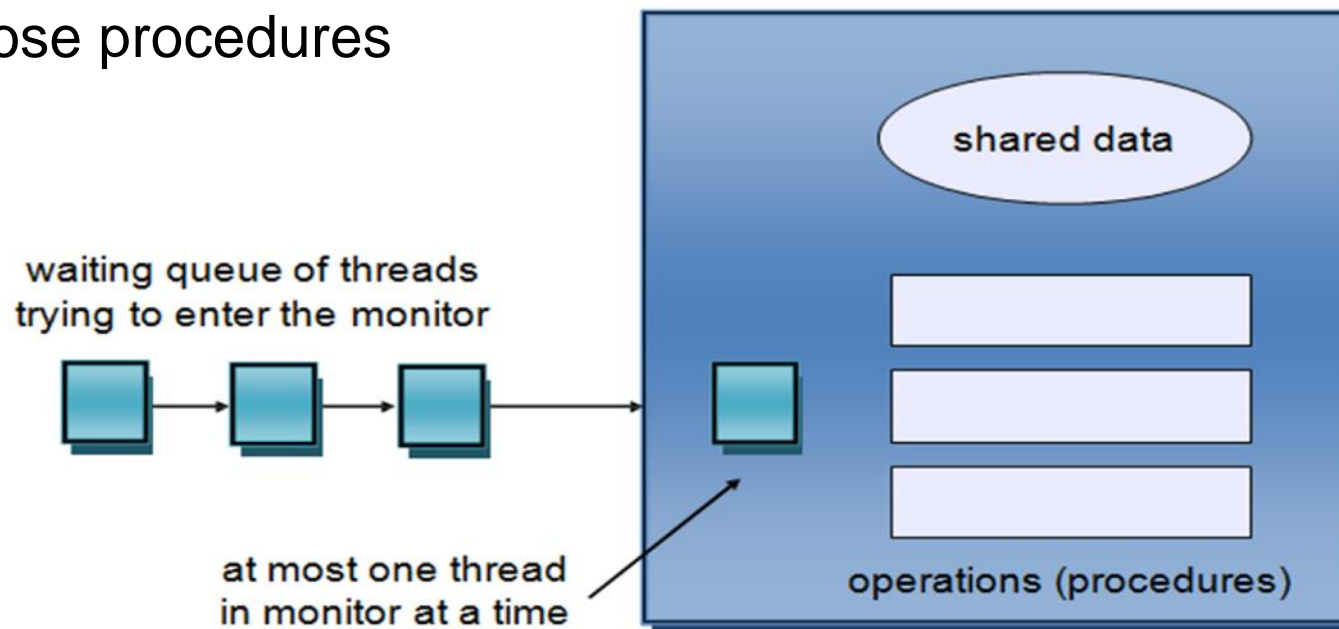 ose procedures
shared data
waiting queue of threads
trying to enter the monitor
at most one thread
in monitor at a time
operations (procedures)